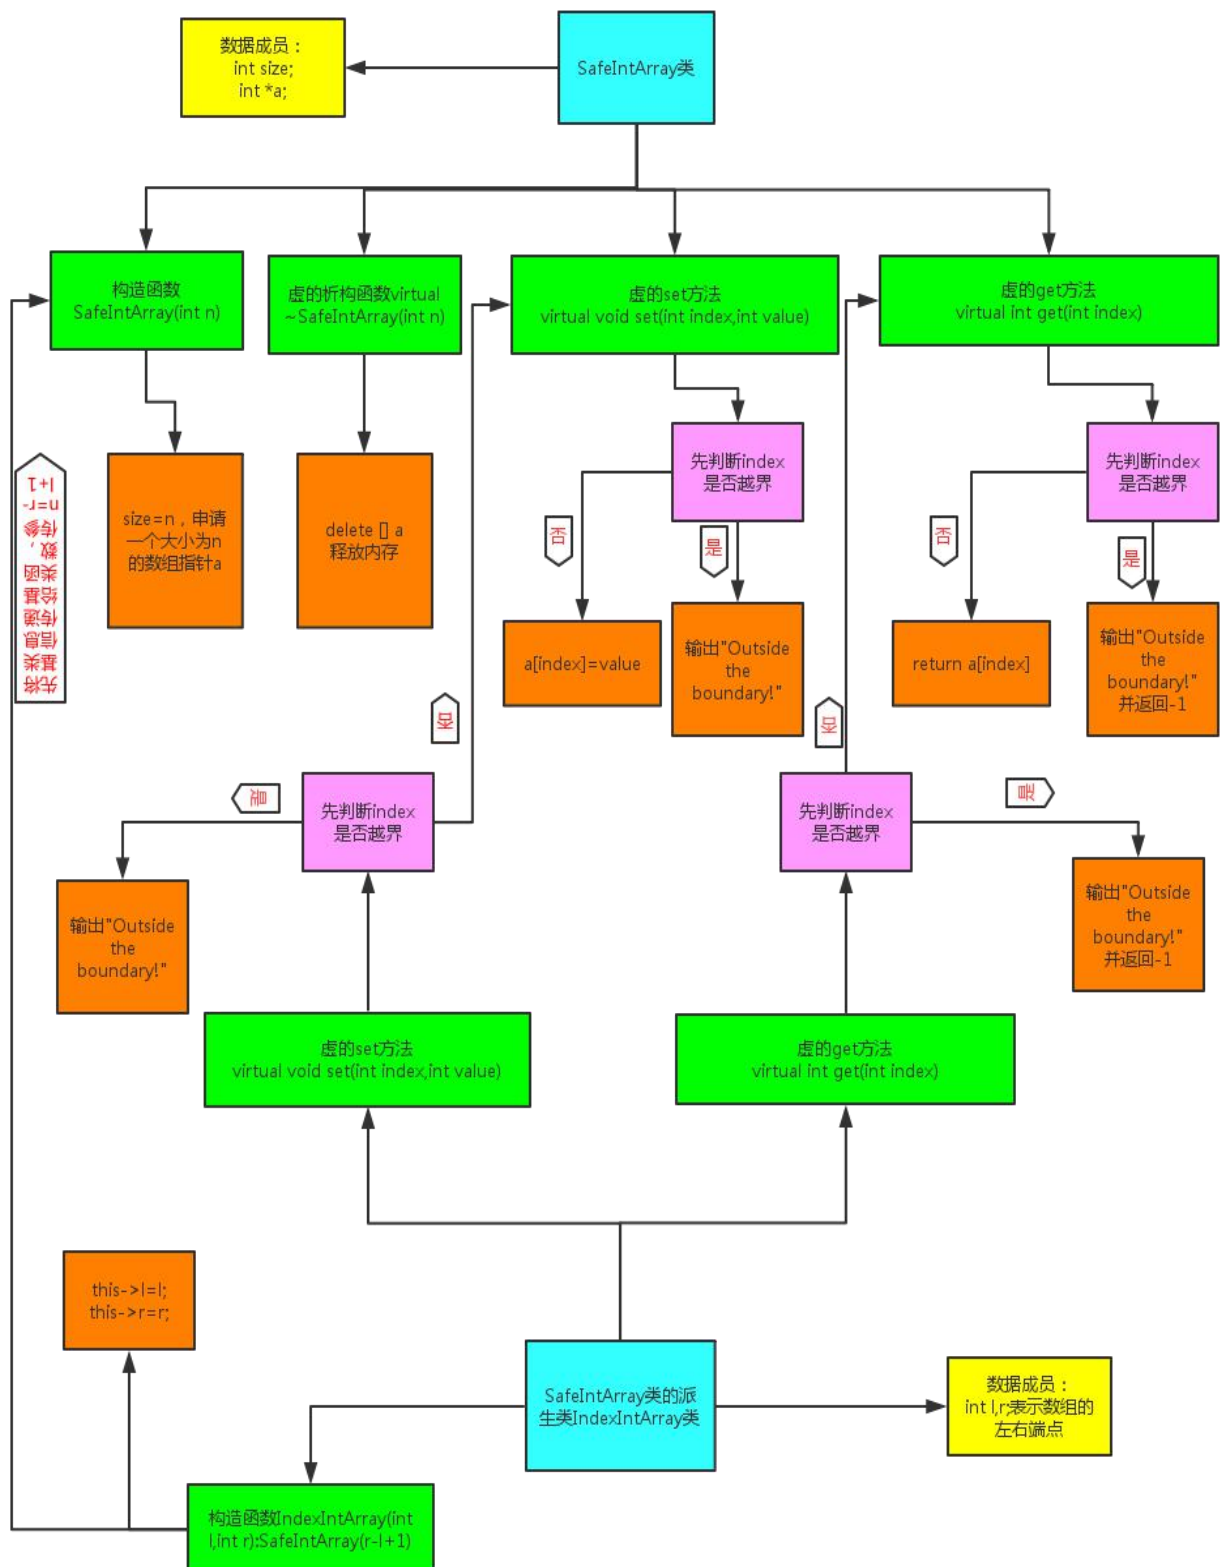 数据成员：
int size;
int *a;
SafeIntArray类
构造函数
SafeIntArray(int n)
虚的析构函数virtual
~SafeIntArray(int n)
虚的set方法
virtual void set(int index,int value)
虚的get方法
virtual int get(int index)
先判断index
是否越界
先判断index
是否越界
size=n，申请
一个大小为n
的数组指针a
delete [] a
释放内存
否
是
否
是
先将
基类
信息
传递
给基
类函
数，
传参
n=r-
l+1
a[index]=value
输出"Outside
the
boundary!"
return a[index]
输出"Outside
the
boundary!"
并返回-1
否
否
是
先判断index
是否越界
先判断index
是否越界
是
输出"Outside
the
boundary!"
输出"Outside
the
boundary!"
并返回-1
虚的set方法
virtual void set(int index,int value)
虚的get方法
virtual int get(int index)
this->l=l;
this->r=r;
SafeIntArray类的派
生类IndexIntArray类
数据成员：
int l,r;表示数组的
左右端点
构造函数IndexIntArray(int
l,int r):SafeIntArray(r-l+1)